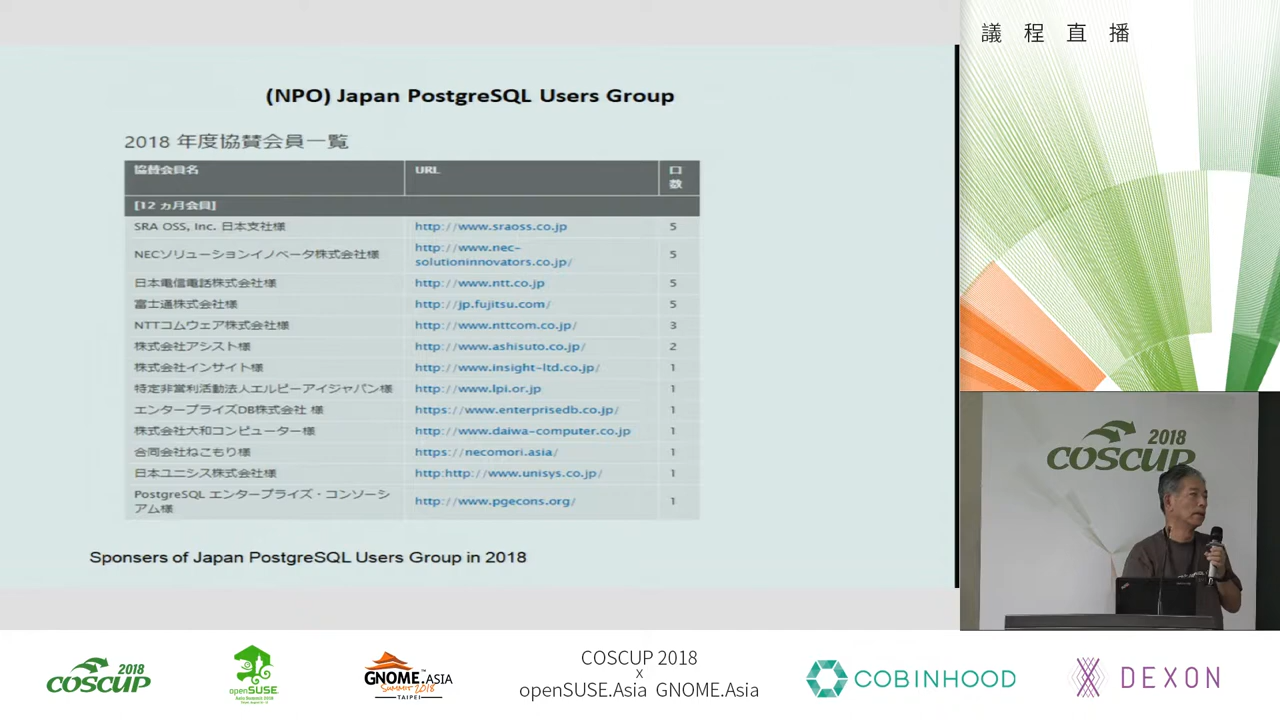 議程直播
(NPO) Japan PostgreSQL Users Group
2018 年度協賛会員一覧
協賛会員名 URL 口数
[12 ヵ月会員]
SRA OSS, Inc. 日本支社様 http://www.sraoss.co.jp 5
NECソリューションイノベータ株式会社様 http://www.nec-solutioninnovators.co.jp/ 5
日本電信電話株式会社様 http://www.ntt.co.jp 5
富士通株式会社様 http://jp.fujitsu.com/ 5
NTTコムウェア株式会社様 http://www.nttcom.co.jp/ 3
株式会社アシスト様 http://www.ashisuto.co.jp/ 2
株式会社インサイト様 http://www.insight-ltd.co.jp/ 1
特定非営利活動法人エルピーアイジャパン様 http://www.lpi.or.jp 1
エンタープライズDB株式会社 様 https://www.enterprisedb.co.jp/ 1
株式会社大和コンピューター様 http://www.daiwa-computer.co.jp 1
合同会社ねこもり様 https://necomori.asia/ 1
日本ユニシス株式会社様 http:http://www.unisys.co.jp/ 1
PostgreSQL エンタープライズ・コンソーシアム様 http://www.pgecons.org/ 1
Sponsers of Japan PostgreSQL Users Group in 2018
2018
COSCUP
2018
COSCUP
openSUSE
Asia Summit 2018
GNOME.ASIA
SUMMIT 2018
TAIPEI
COSCUP 2018
x
openSUSE.Asia GNOME.Asia
COBINHOOD
DEXON